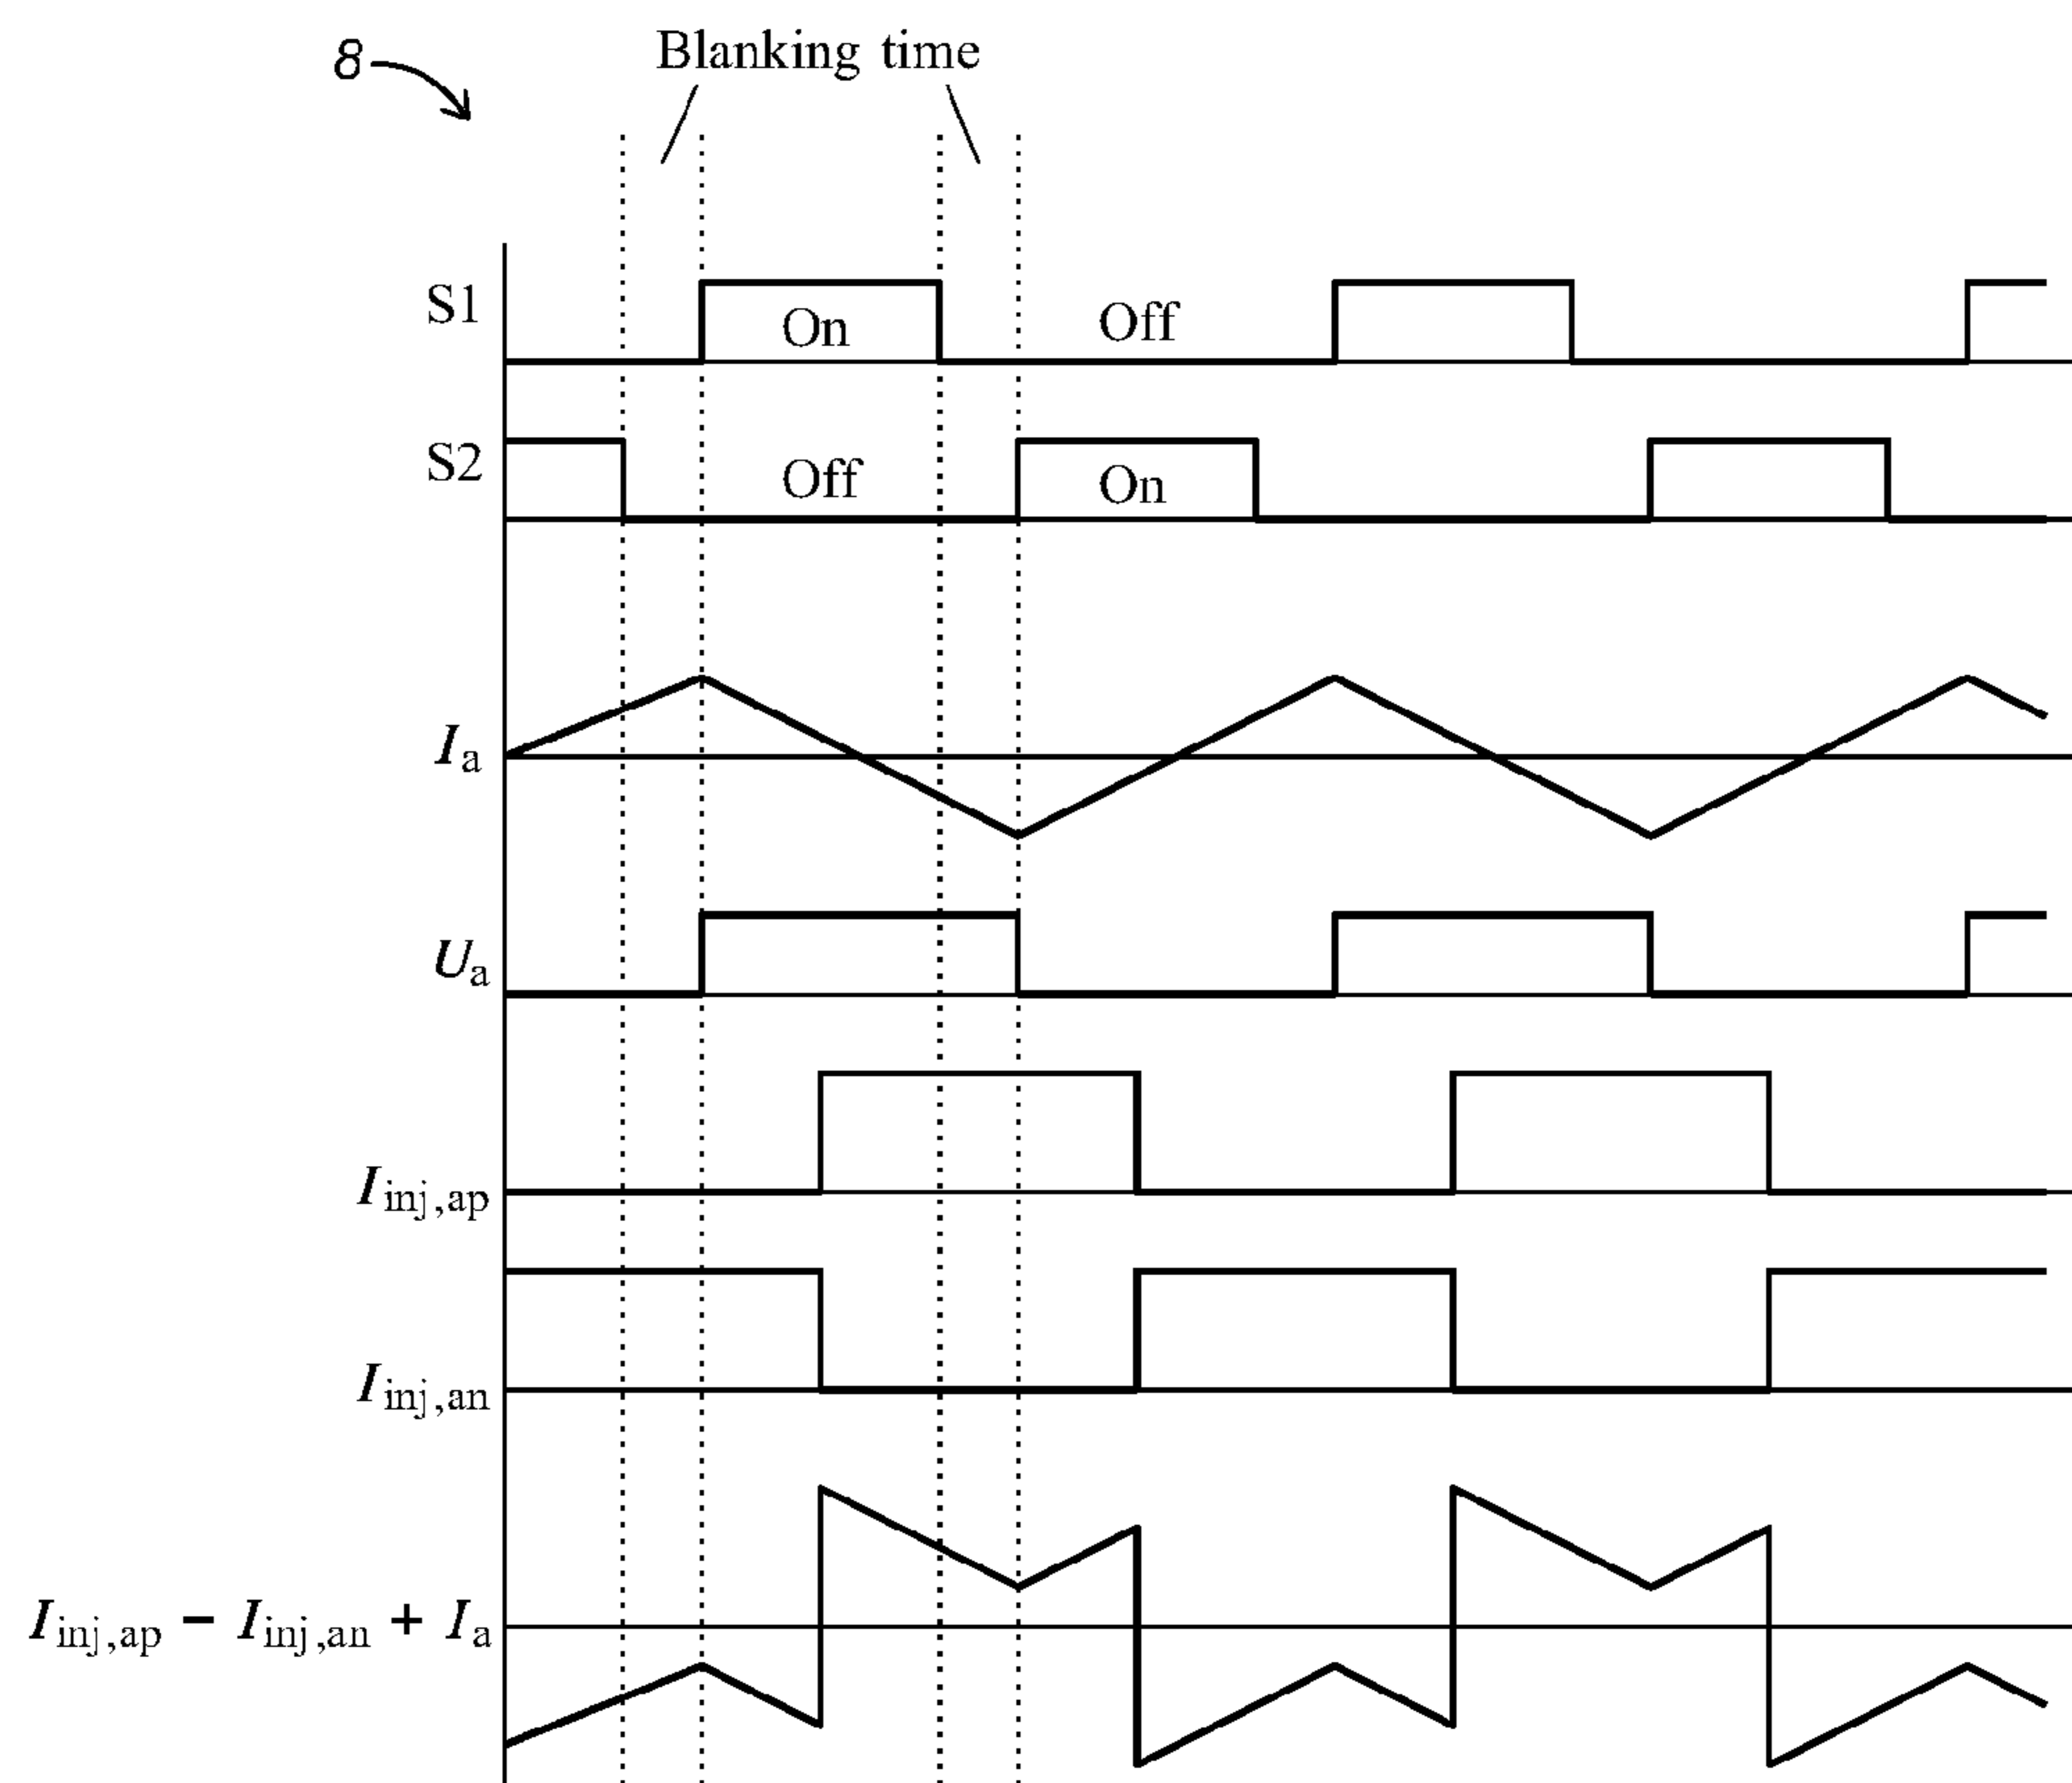 8
Blanking time
S1
On
Off
S2
Off
On
Ia
Ua
Iinj,ap
Iinj,an
Iinj,ap − Iinj,an + Ia